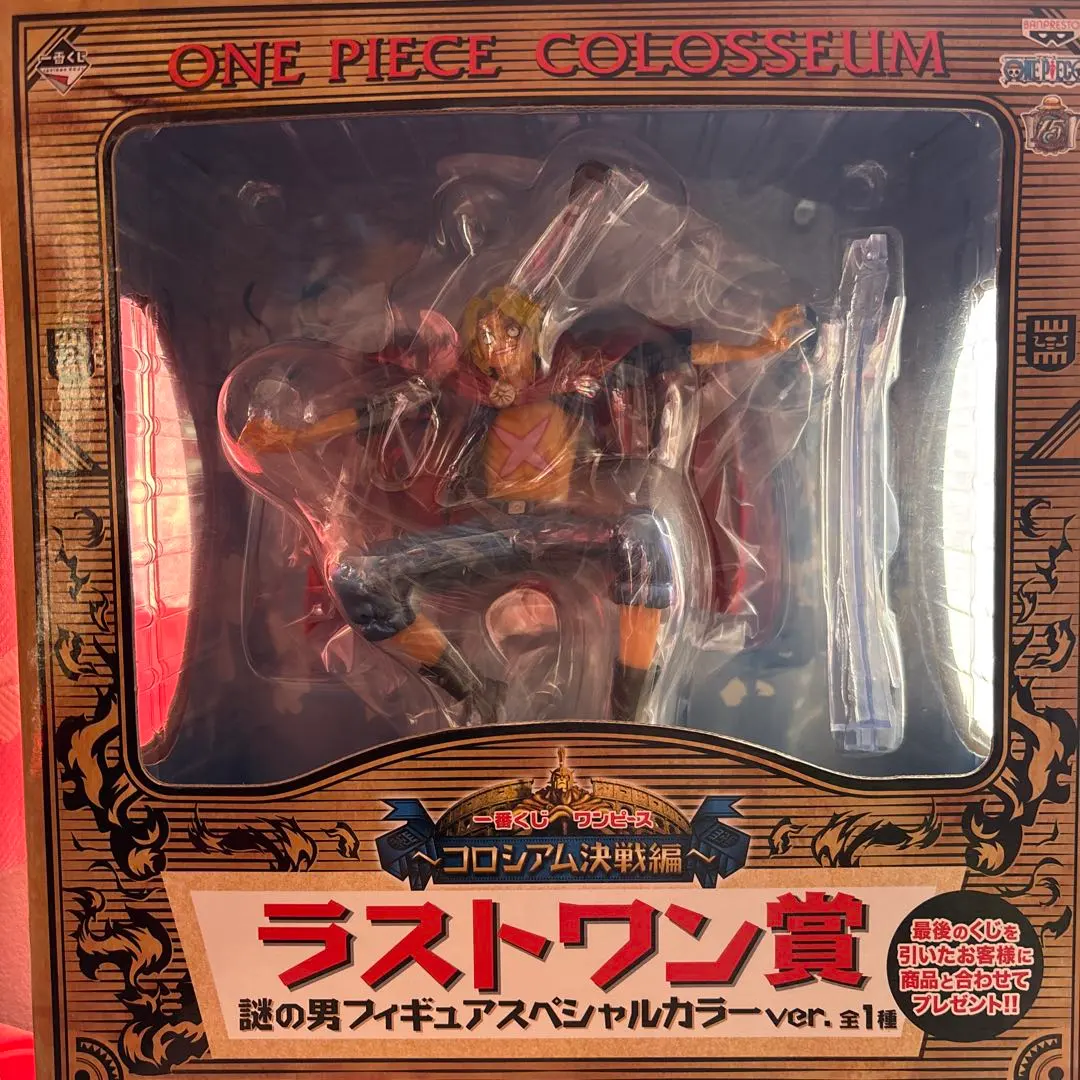 一番くじ
ONE PIECE COLOSSEUM
BANPRESTO
ONE PIECE
15
一番くじ ワンピース
〜コロシアム決戦編〜
ラストワン賞
謎の男フィギュアスペシャルカラーver. 全1種
最後のくじを
引いたお客様に
商品と合わせて
プレゼント!!